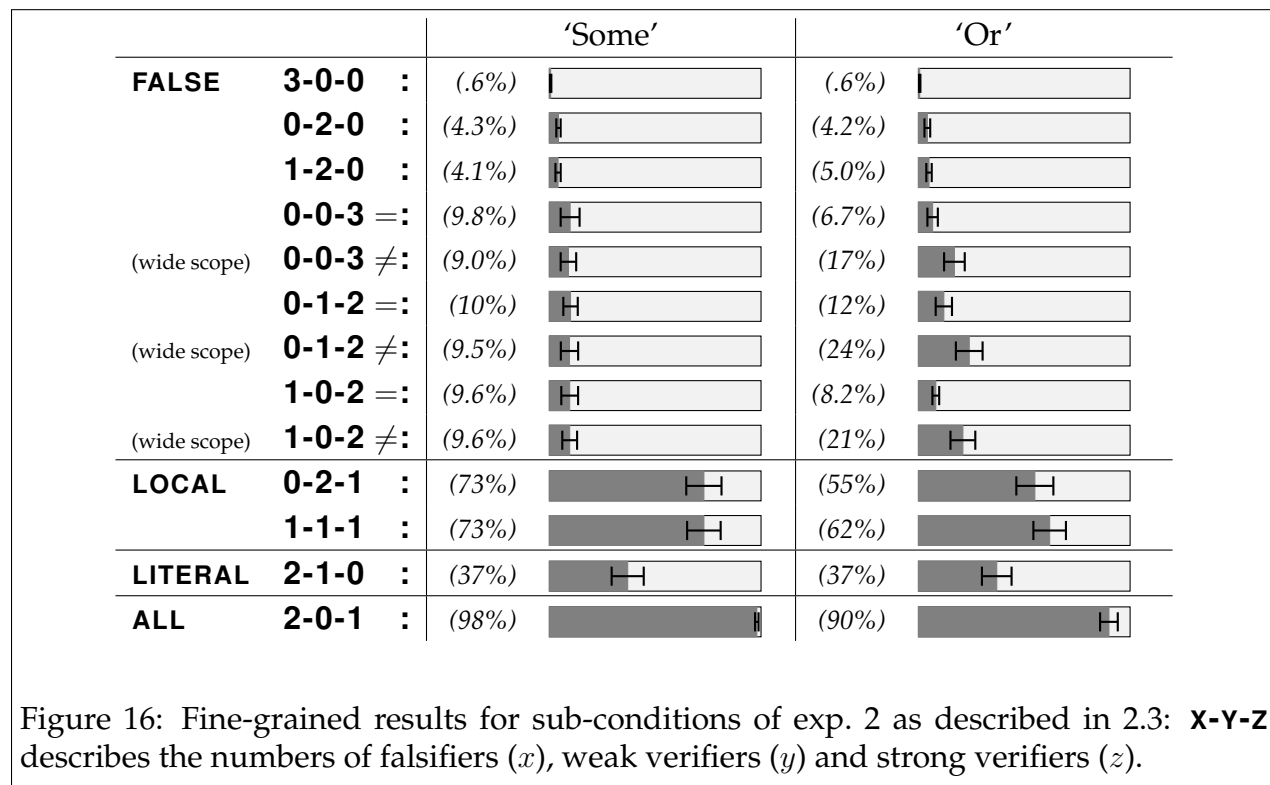 ‘Some’ ‘Or’
FALSE 3-0-0 : (.6%) (.6%)
0-2-0 : (4.3%) (4.2%)
1-2-0 : (4.1%) (5.0%)
0-0-3 =: (9.8%) (6.7%)
(wide scope) 0-0-3 ≠: (9.0%) (17%)
0-1-2 =: (10%) (12%)
(wide scope) 0-1-2 ≠: (9.5%) (24%)
1-0-2 =: (9.6%) (8.2%)
(wide scope) 1-0-2 ≠: (9.6%) (21%)
LOCAL 0-2-1 : (73%) (55%)
1-1-1 : (73%) (62%)
LITERAL 2-1-0 : (37%) (37%)
ALL 2-0-1 : (98%) (90%)
Figure 16: Fine-grained results for sub-conditions of exp. 2 as described in 2.3: X-Y-Z
describes the numbers of falsifiers (x), weak verifiers (y) and strong verifiers (z).